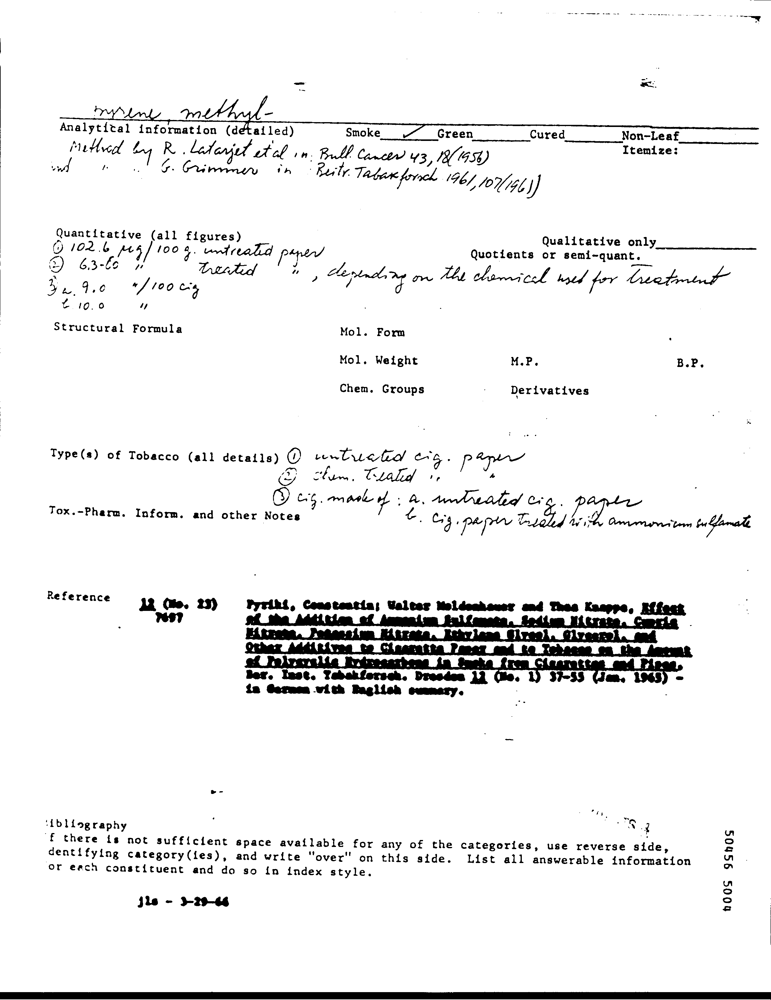 pyrene, methyl-
Analytical information (detailed) Smoke ✓ Green Cured Non-Leaf
Itemize:
Method by R. Latarjet et al in: Bull. Cancer 43, 18 (1956)
and " " G. Grimmer in Beitr. Tabakforsch 1961, 107 (1961)
Quantitative (all figures) Qualitative only
Quotients or semi-quant.
① 102.6 µg/100 g. untreated paper
② 63- " treated ", depending on the chemical used for treatment
3 a. 9.0 "/100 cig
b 10.0 "
Structural Formula Mol. Form
Mol. Weight M.P. B.P.
Chem. Groups Derivatives
Type(s) of Tobacco (all details) ① untreated cig. paper
② chem. treated " "
③ cig. made of: a. untreated cig. paper
Tox.-Pharm. Inform. and other Notes b. cig. paper treated with ammonium sulfamate
Reference 12 (No. 23) Pyriki, Constantin; Walter Moldenhauer and Thea Knappe, Effect
7697 of the Addition of Ammonium Sulfamate, Sodium Nitrate, Cupric
Nitrate, Potassium Nitrate, Ethylene Glycol, Glycerol, and
Other Additives to Cigarette Paper and to Tobacco on the Amount
of Polycyclic Hydrocarbons in Smoke from Cigarettes and Pipes.
Ber. Inst. Tabakforsch. Dresden 12 (No. 1) 37-55 (Jan. 1965) -
in German with English summary.
ibliography
f there is not sufficient space available for any of the categories, use reverse side,
dentifying category(ies), and write "over" on this side. List all answerable information
or each constituent and do so in index style.
jls - 3-29-66
50456 5004